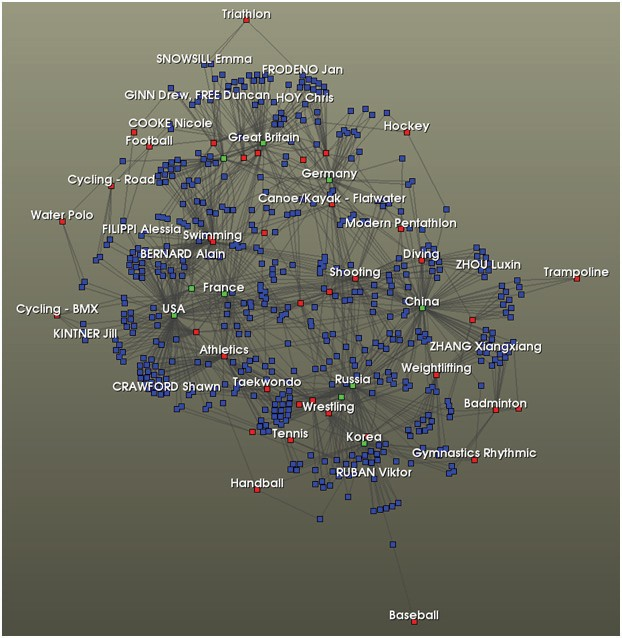 Triathlon
SNOWSILL Emma
FRODENO Jan
GINN Drew, FREE Duncan
HOY Chris
COOKE Nicole
Hockey
Football
Great Britain
Germany
Cycling - Road
Canoe/Kayak - Flatwater
Water Polo
Modern Pentathlon
FILIPPI Alessia
Swimming
BERNARD Alain
Diving
ZHOU Luxin
Shooting
Trampoline
France
China
Cycling - BMX
USA
KINTNER Jill
ZHANG Xiangxiang
Athletics
Weightlifting
CRAWFORD Shawn
Taekwondo
Russia
Wrestling
Badminton
Tennis
Korea
Gymnastics Rhythmic
RUBAN Viktor
Handball
Baseball